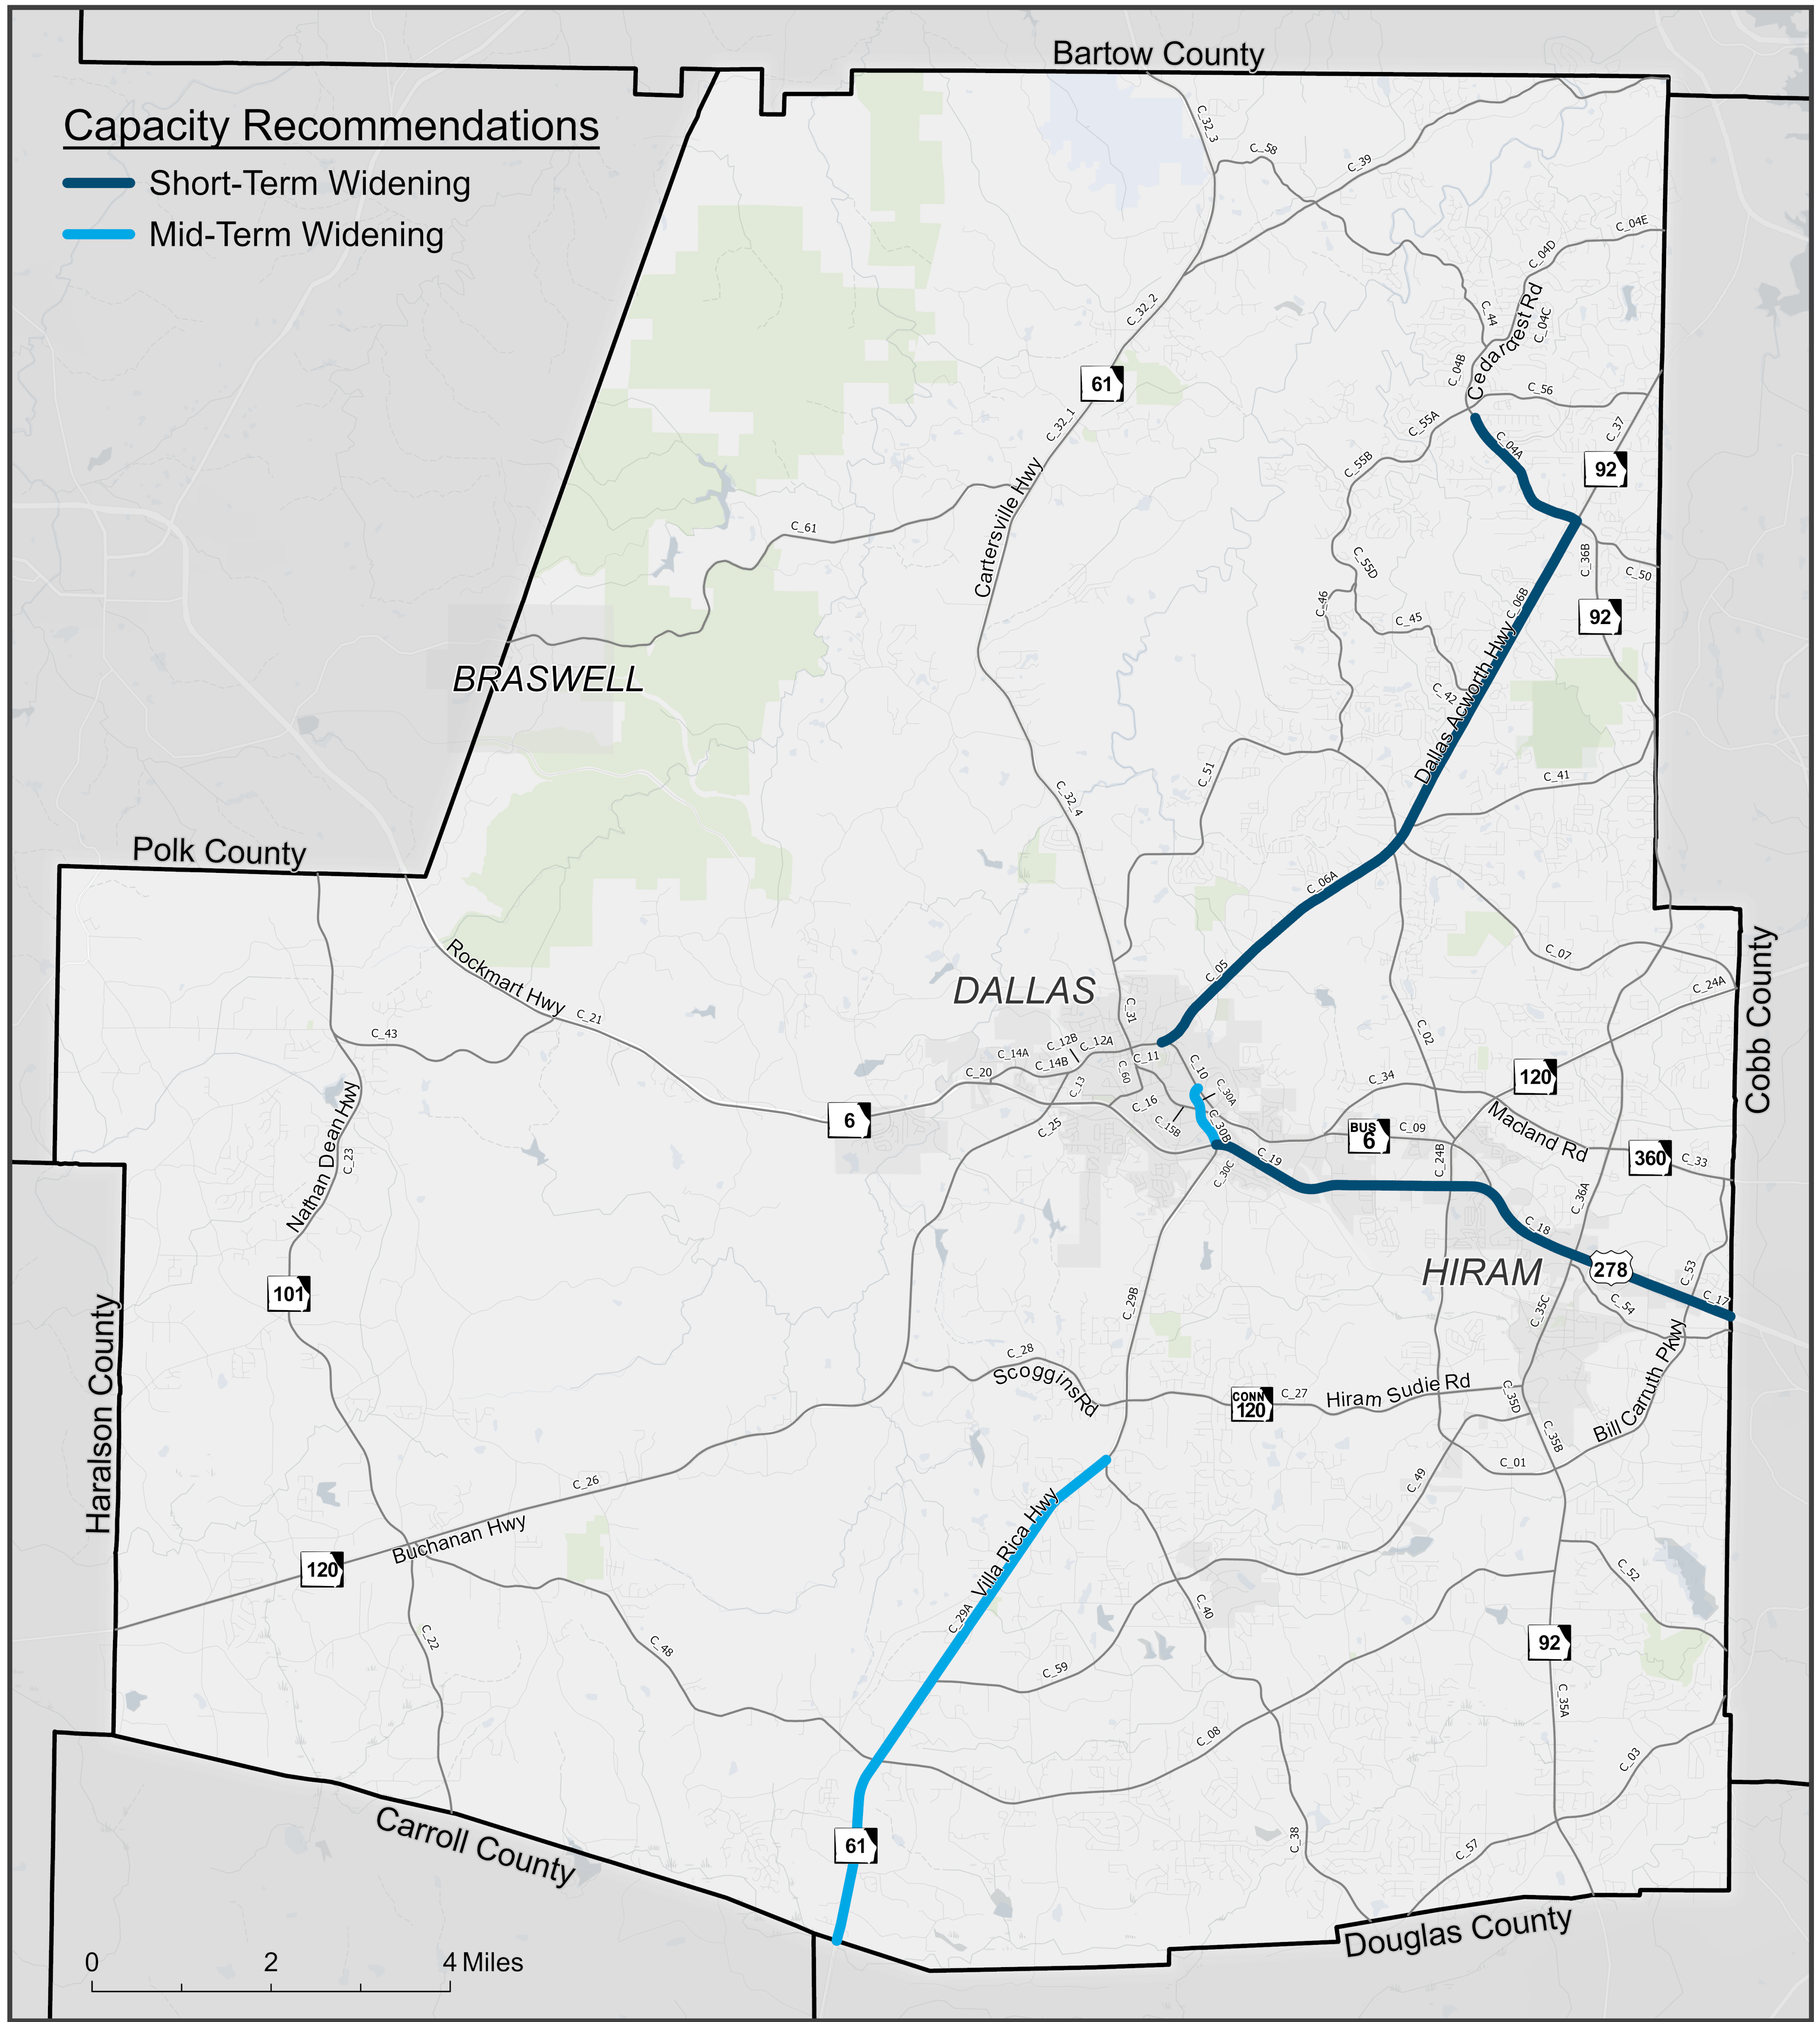 Bartow County
Capacity Recommendations
Short-Term Widening
Mid-Term Widening
C_32_3
C_58
C_39
C_04E
C_04D
C_32_2
C_44
C_04C
Cedarcrest Rd
C_04B
61
C_56
C_32_1
C_55A
C_37
C_04A
92
C_55B
Cartersville Hwy
C_61
C_36B
C_55D
C_50
C_46
C_06B
92
C_45
BRASWELL
C_42
Dallas Acworth Hwy
C_51
C_41
C_32_4
Polk County
C_06A
Rockmart Hwy
C_07
C_05
C_24A
DALLAS
Cobb County
C_21
C_31
C_43
C_02
C_12B
C_12A
C_14A
C_14B
C_11
C_20
C_60
C_10
C_13
C_34
120
C_30A
6
C_16
C_15B
C_25
C_30B
BUS
6
C_09
Macland Rd
Nathan Dean Hwy
C_23
C_19
C_24B
360
C_33
C_30C
C_36A
C_18
HIRAM
278
C_53
101
C_29B
C_17
C_54
C_35C
Haralson County
C_28
Scoggins Rd
CONN
120
C_27
Hiram Sudie Rd
C_35D
Bill Carruth Pkwy
C_35B
C_01
C_26
C_49
Villa Rica Hwy
Buchanan Hwy
120
C_52
C_29A
C_40
C_22
C_48
92
C_59
C_35A
C_08
C_03
Carroll County
61
C_38
C_57
Douglas County
0 2 4 Miles